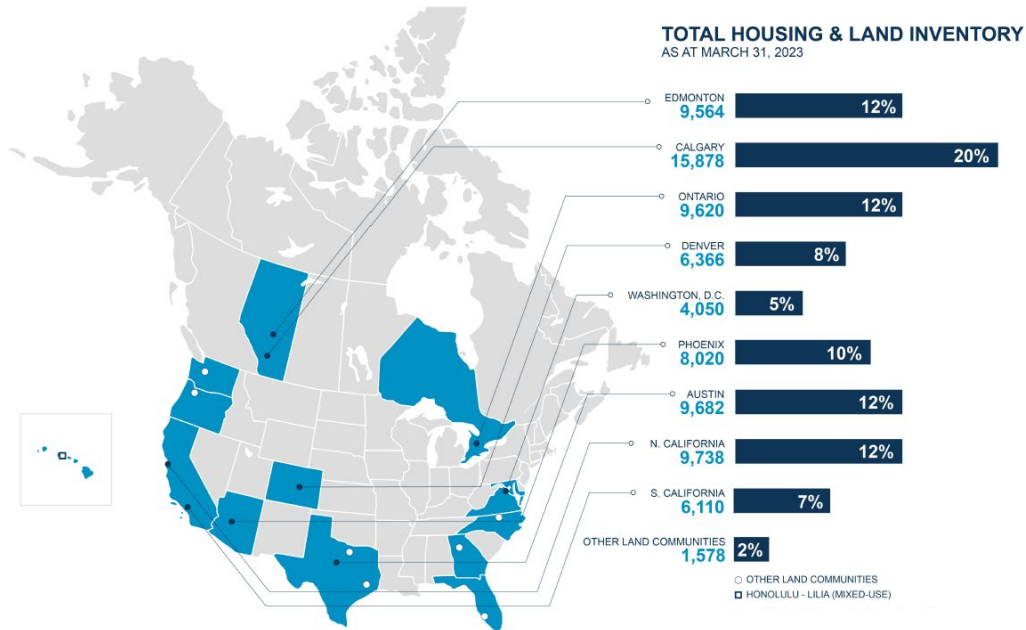 TOTAL HOUSING & LAND INVENTORY
AS AT MARCH 31, 2023
EDMONTON
9,564
12%
CALGARY
15,878
20%
ONTARIO
9,620
12%
DENVER
6,366
8%
WASHINGTON, D.C.
4,050
5%
PHOENIX
8,020
10%
AUSTIN
9,682
12%
N. CALIFORNIA
9,738
12%
S. CALIFORNIA
6,110
7%
OTHER LAND COMMUNITIES
1,578
2%
OTHER LAND COMMUNITIES
HONOLULU - LILIA (MIXED-USE)